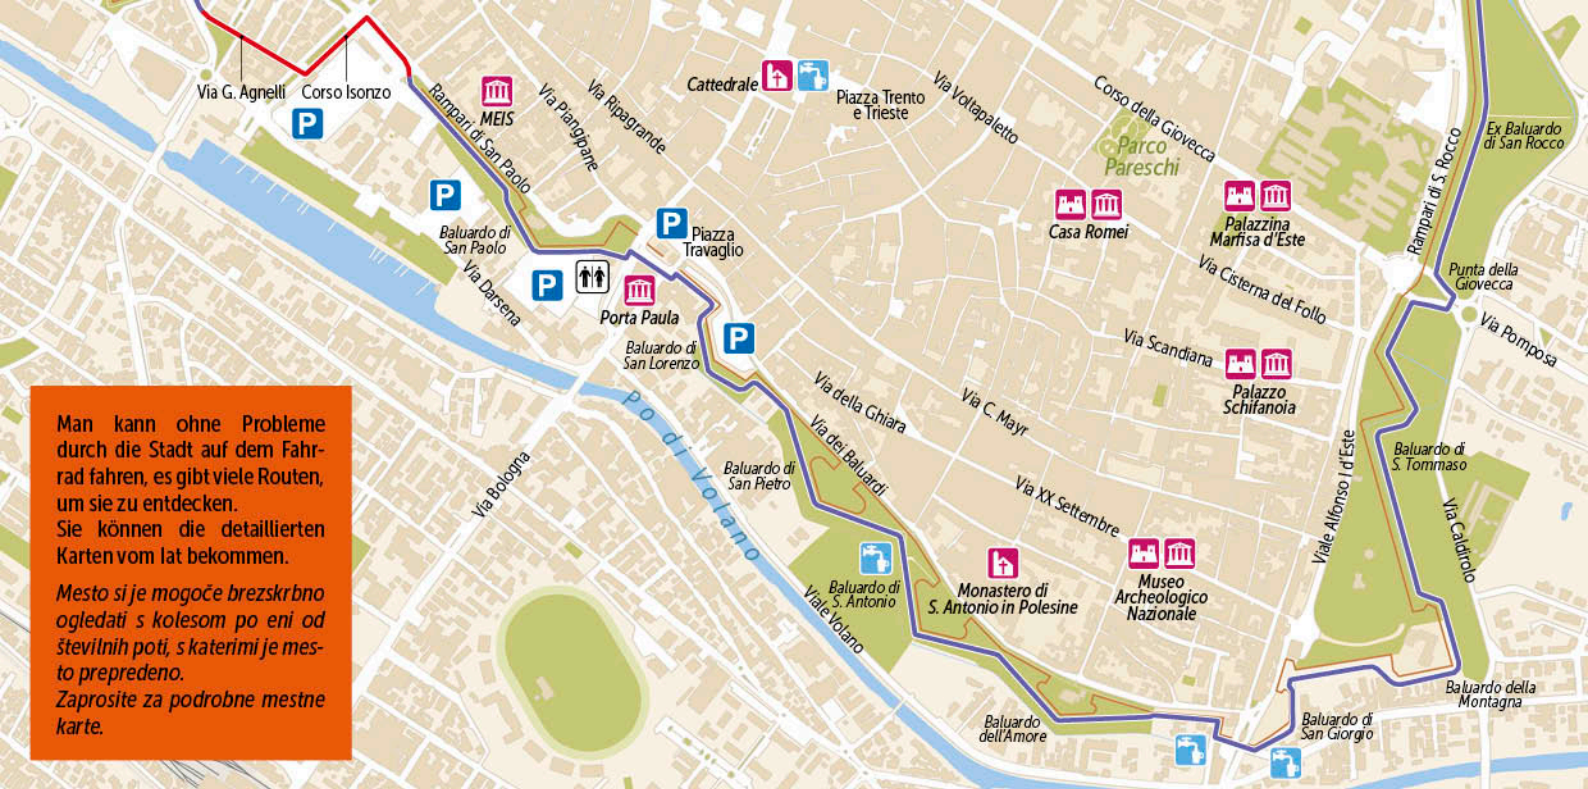 Via G. Agnelli
Corso Isonzo
P
Rampari di San Paolo
MEIS
Via Piangipane
Via Ripagrande
Cattedrale
Piazza Trento
e Trieste
Via Voltapaletto
Corso della Giovecca
Parco
Pareschi
Rampari di S. Rocco
Ex Baluardo
di San Rocco
P
Baluardo di
San Paolo
Via Darsena
P
P
Piazza
Travaglio
Porta Paula
Casa Romei
Palazzina
Marfisa d'Este
Via Cisterna del Follo
Punta della
Giovecca
Via Pomposa
Baluardo di
San Lorenzo
P
Via Scandiana
Palazzo
Schifanoia
Via della Ghiara
Via C. Mayr
Via dei Baluardi
Po di Volano
Via Bologna
Baluardo di
San Pietro
Via XX Settembre
Viale Alfonso I d'Este
Baluardo di
S. Tommaso
Via Caldirolo
Baluardo di
S. Antonio
Monastero di
S. Antonio in Polesine
Museo
Archeologico
Nazionale
Viale Volano
Baluardo
dell'Amore
Baluardo di
San Giorgio
Baluardo della
Montagna
Man kann ohne Probleme
durch die Stadt auf dem Fahr-
rad fahren, es gibt viele Routen,
um sie zu entdecken.
Sie können die detaillierten
Karten vom Iat bekommen.
Mesto si je mogoče brezskrbno
ogledati s kolesom po eni od
številnih poti, s katerimi je mes-
to prepredeno.
Zaprosite za podrobne mestne
karte.